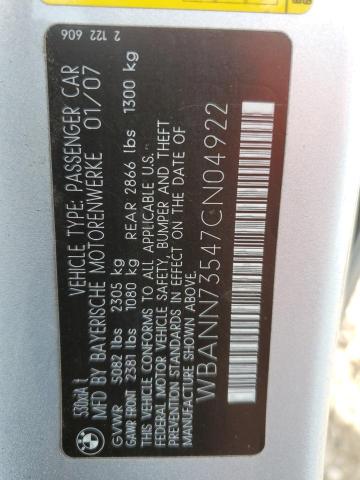 530xiA t
VEHICLE TYPE: PASSENGER CAR
MFD BY BAYERISCHE MOTORENWERKE 01/07
2 122 606
GVWR 5082 lbs 2305 kg
GAWR FRONT 2381 lbs 1080 kg REAR 2866 lbs 1300 kg
THIS VEHICLE CONFORMS TO ALL APPLICABLE U.S.
FEDERAL MOTOR VEHICLE SAFETY, BUMPER AND THEFT
PREVENTION STANDARDS IN EFFECT ON THE DATE OF
MANUFACTURE SHOWN ABOVE.
WBANN73547CN04922